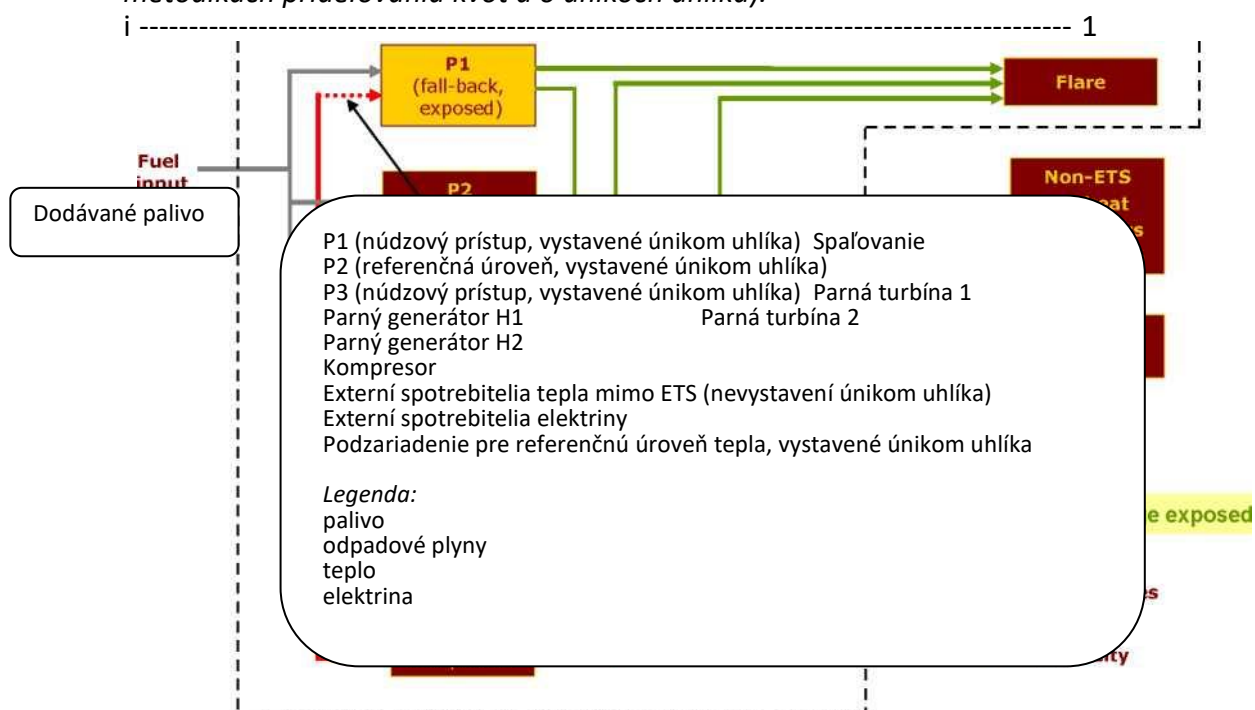 metodikách prideľovania kvót a o únikoch uhlíka).
i ---------------------------------------------------------------------------------------------- 1
P1
(fall-back,
exposed)
Flare
Fuel
input
P2
Non-ETS
Dodávané palivo
P1 (núdzový prístup, vystavené únikom uhlíka) Spaľovanie
P2 (referenčná úroveň, vystavené únikom uhlíka)
P3 (núdzový prístup, vystavené únikom uhlíka) Parná turbína 1
Parný generátor H1 Parná turbína 2
Parný generátor H2
Kompresor
Externí spotrebitelia tepla mimo ETS (nevystavení únikom uhlíka)
Externí spotrebitelia elektriny
Podzariadenie pre referenčnú úroveň tepla, vystavené únikom uhlíka
Legenda:
palivo
odpadové plyny
teplo
elektrina
exposed